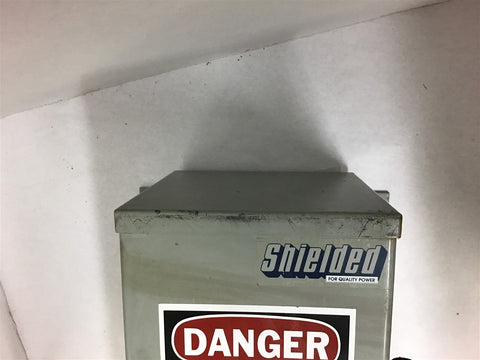 Shielded
FOR QUALITY POWER
DANGER